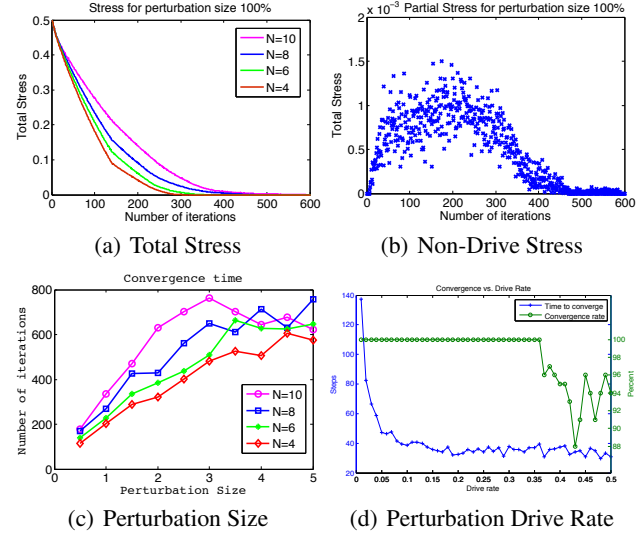 Stress for perturbation size 100%
Total Stress
0.5
0.4
0.3
0.2
0.1
0
0 100 200 300 400 500 600
Number of iterations
N=10
N=8
N=6
N=4
(a) Total Stress
x 10⁻³ Partial Stress for perturbation size 100%
Total Stress
2
1.5
1
0.5
0
0 100 200 300 400 500 600
Number of iterations
(b) Non-Drive Stress
Convergence time
Number of iterations
800
600
400
200
0
0 1 2 3 4 5
Perturbation Size
N=10
N=8
N=6
N=4
(c) Perturbation Size
Convergence vs. Drive Rate
Time to converge
Convergence rate
Steps
140
120
100
80
60
40
20
0 0.05 0.1 0.15 0.2 0.25 0.3 0.35 0.4 0.45 0.5
Drive rate
100
98
96
94
92
90
88
Percent
(d) Perturbation Drive Rate